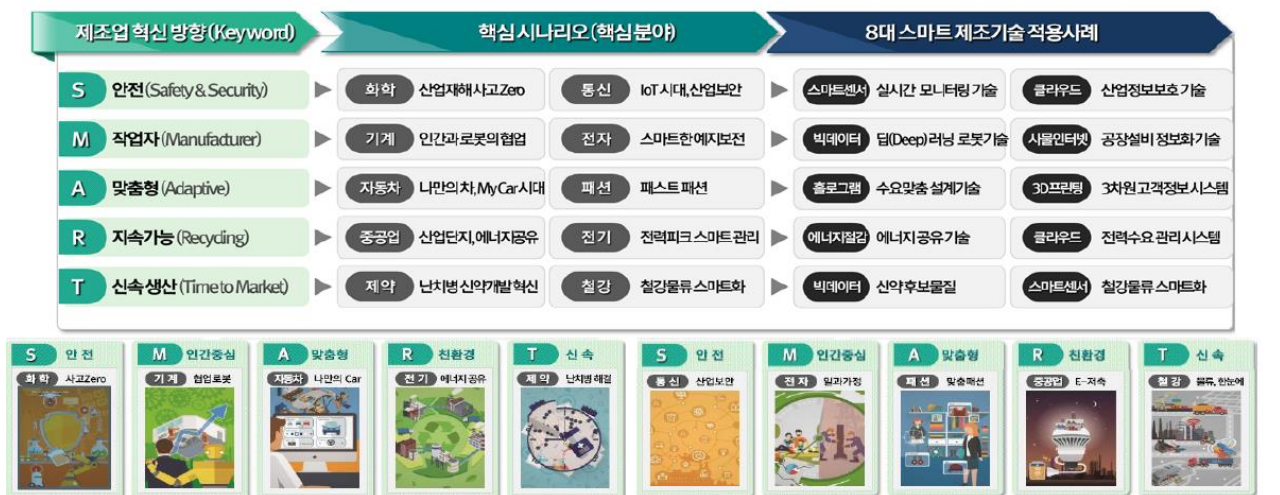 제조업 혁신 방향(Keyword) 핵심 시나리오(핵심 분야) 8대 스마트 제조기술 적용사례
S 안전(Safety & Security) 화학 산업재해사고Zero 통신 IoT시대,산업보안 스마트센서 실시간 모니터링 기술 클라우드 산업정보보호 기술
M 작업자(Manufacturer) 기계 인간과 로봇의 협업 전자 스마트한 예지보전 빅데이터 딥(Deep)러닝 로봇기술 사물인터넷 공장설비 정보화 기술
A 맞춤형(Adaptive) 자동차 나만의 차, My Car 시대 패션 패스트 패션 홀로그램 수요맞춤 설계기술 3D프린팅 3차원 고객정보 시스템
R 지속가능(Recycling) 중공업 산업단지,에너지공유 전기 전력피크 스마트 관리 에너지절감 에너지 공유 기술 클라우드 전력수요 관리 시스템
T 신속 생산(Time to Market) 제약 난치병 신약개발 혁신 철강 철강물류 스마트화 빅데이터 신약 후보물질 스마트센서 철강물류 스마트화
S 안전 M 인간중심 A 맞춤형 R 친환경 T 신속 S 안전 M 인간중심 A 맞춤형 R 친환경 T 신속
화학 사고Zero 기계 협업로봇 자동차 나만의 Car 전기 에너지공유 제약 난치병해결 통신 산업보안 전자 일과가정 패션 맞춤패션 중공업 E-저축 철강 물류, 한눈에